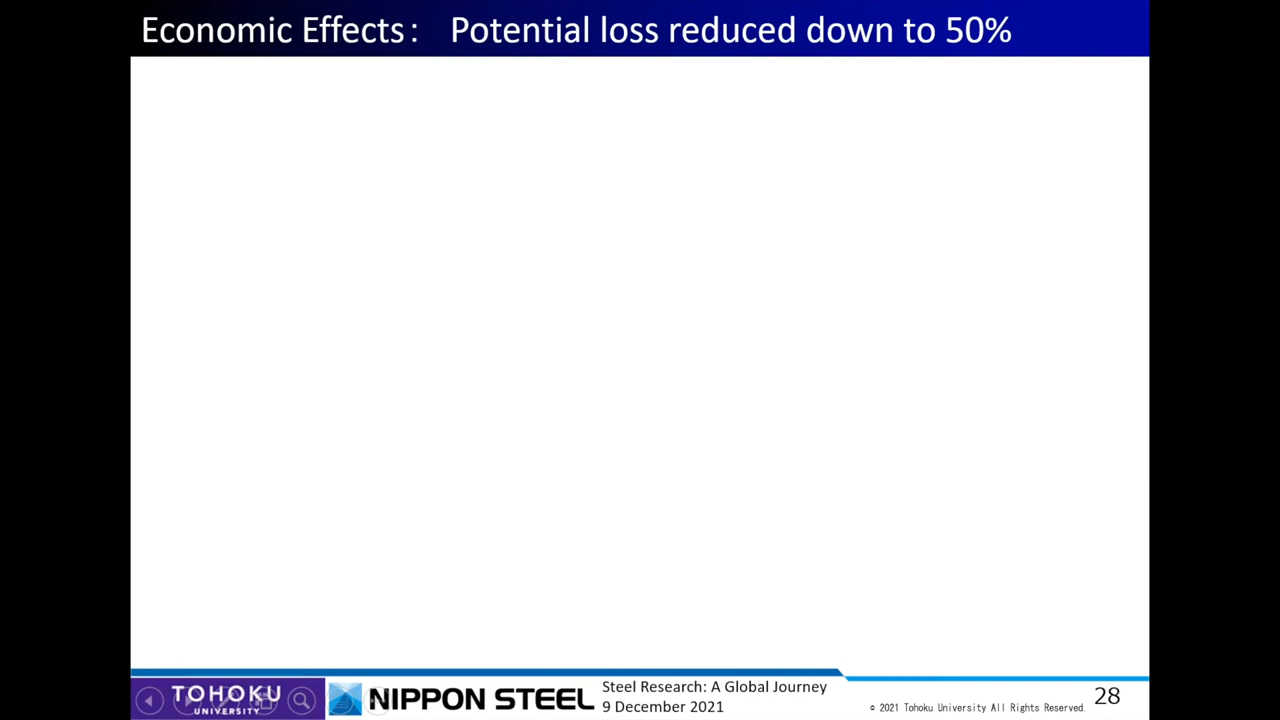 Economic Effects： Potential loss reduced down to 50%
TOHOKU
UNIVERSITY
NIPPON STEEL
Steel Research: A Global Journey
9 December 2021
© 2021 Tohoku University All Rights Reserved.
28